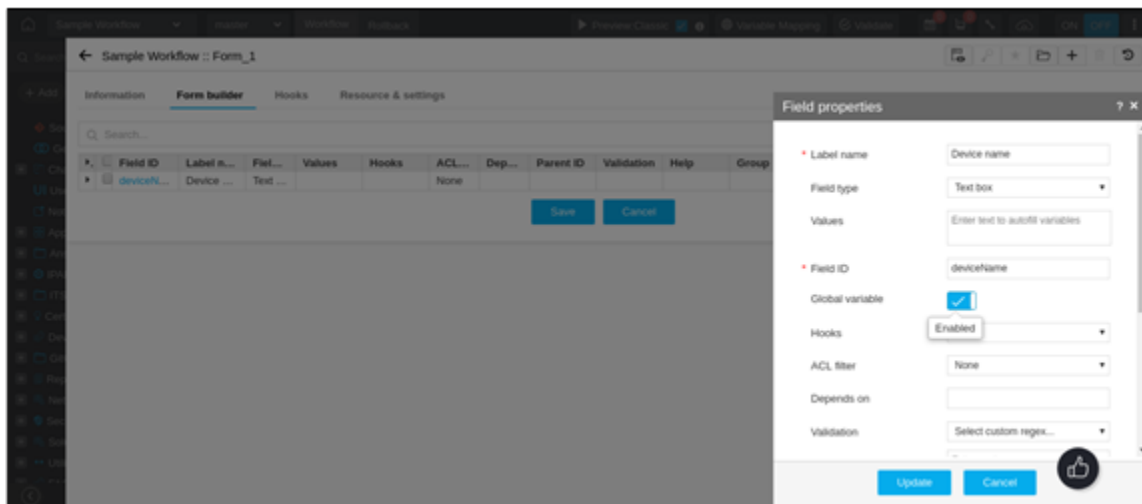 Sample Workflow
master
Workflow
Rollback
Preview Classic
Variable Mapping
Validate
ON OFF
Sample Workflow :: Form_1
+ Add
Information Form builder Hooks Resource & settings
Search...
Field ID Label n... Fiel... Values Hooks ACL... Dep... Parent ID Validation Help Group
deviceN... Device ... Text ... None
Save Cancel
Field properties ? ×
* Label name Device name
Field type Text box
Values Enter text to autofill variables
* Field ID deviceName
Global variable
Enabled
Hooks
ACL filter None
Depends on
Validation Select custom regex...
Update Cancel